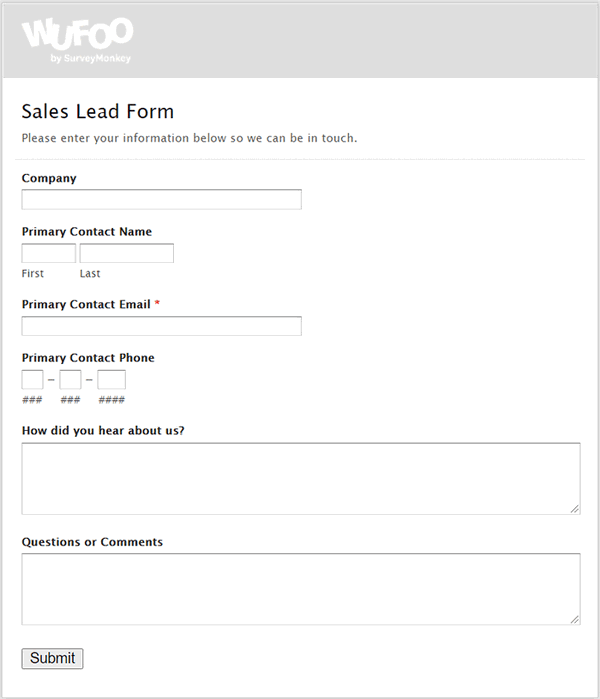 WUFOO
by SurveyMonkey
Sales Lead Form
Please enter your information below so we can be in touch.
Company
Primary Contact Name
First Last
Primary Contact Email *
Primary Contact Phone
– –
### ### ####
How did you hear about us?
Questions or Comments
Submit